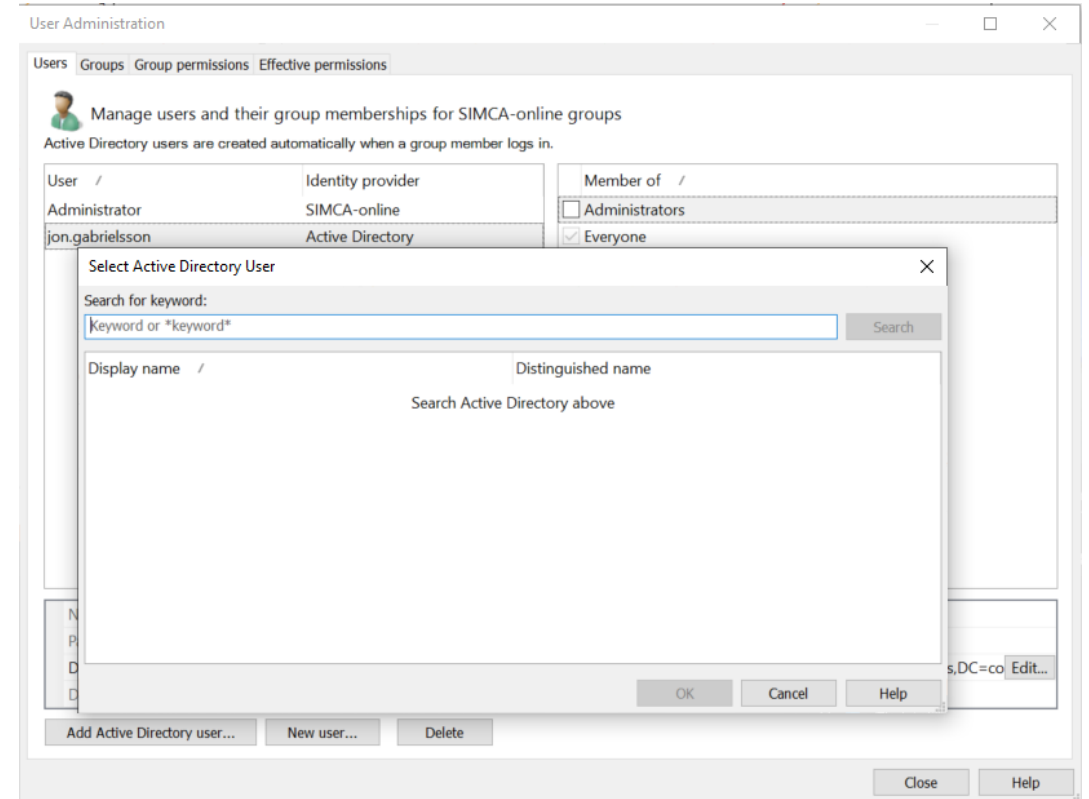 User Administration
Users Groups Group permissions Effective permissions
Manage users and their group memberships for SIMCA-online groups
Active Directory users are created automatically when a group member logs in.
User / Identity provider Member of /
Administrator SIMCA-online Administrators
jon.gabrielsson Active Directory Everyone
Select Active Directory User
Search for keyword:
Keyword or *keyword* Search
Display name / Distinguished name
Search Active Directory above
N
P
D s,DC=co Edit...
D
OK Cancel Help
Add Active Directory user... New user... Delete
Close Help